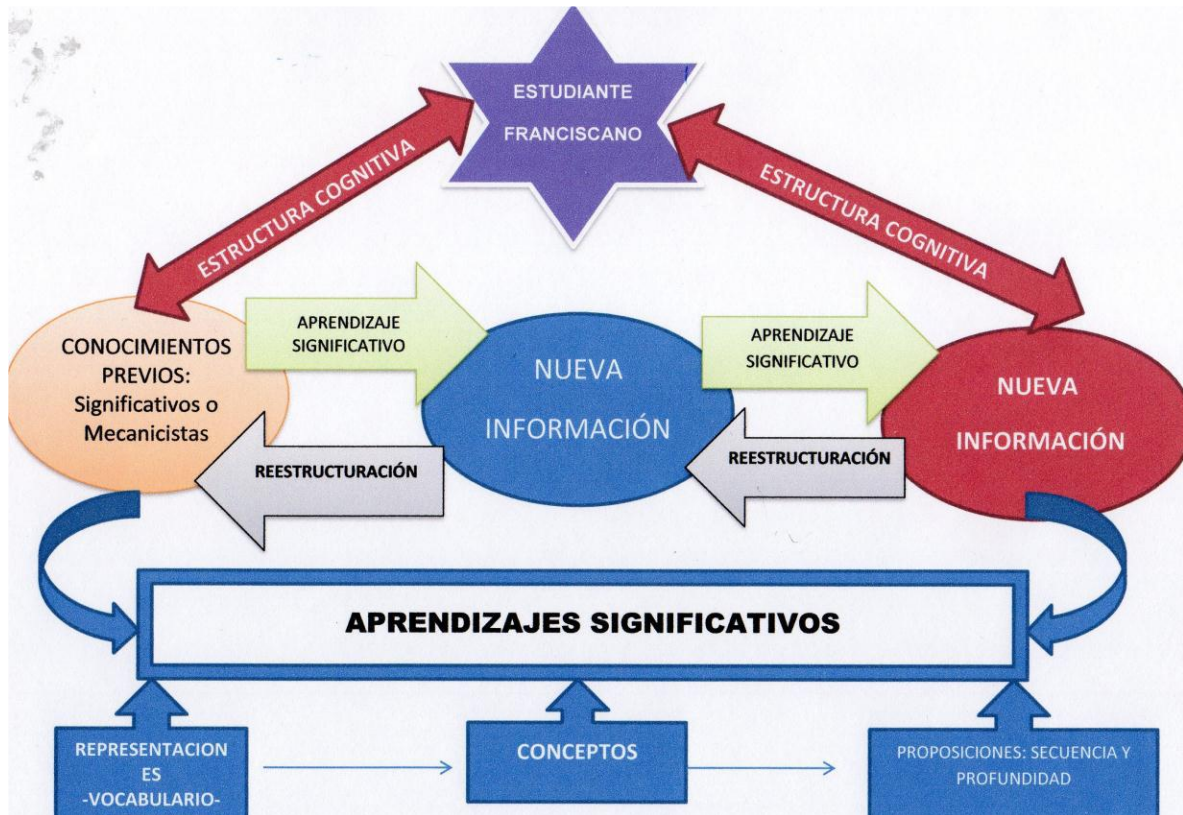 ESTUDIANTE
FRANCISCANO
ESTRUCTURA COGNITIVA
ESTRUCTURA COGNITIVA
CONOCIMIENTOS
PREVIOS:
Significativos o
Mecanicistas
APRENDIZAJE
SIGNIFICATIVO
NUEVA
INFORMACIÓN
APRENDIZAJE
SIGNIFICATIVO
NUEVA
INFORMACIÓN
REESTRUCTURACIÓN
REESTRUCTURACIÓN
APRENDIZAJES SIGNIFICATIVOS
REPRESENTACION
ES
-VOCABULARIO-
CONCEPTOS
PROPOSICIONES: SECUENCIA Y
PROFUNDIDAD